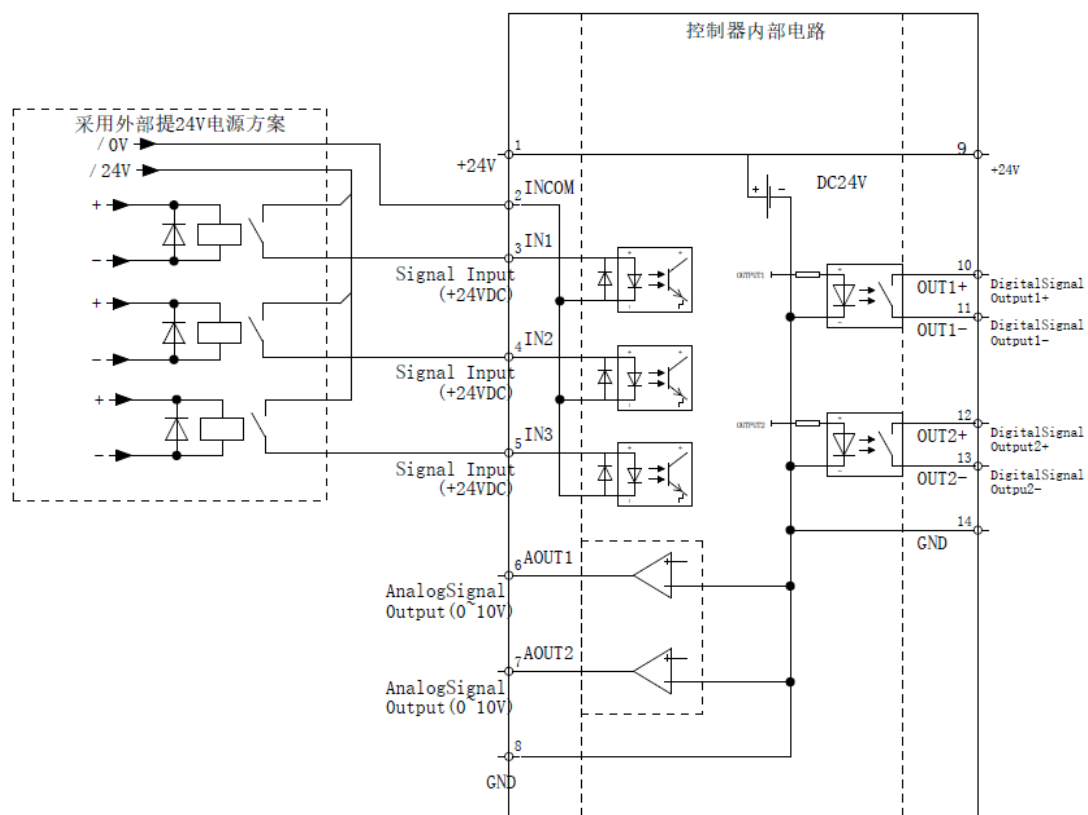 控制器内部电路
采用外部提24V电源方案
/0V
/24V
+
−
+
−
+
−
+24V
1
2
INCOM
3
IN1
Signal Input
(+24VDC)
4
IN2
Signal Input
(+24VDC)
5
IN3
Signal Input
(+24VDC)
6
AOUT1
AnalogSignal
Output(0~10V)
7
AOUT2
AnalogSignal
Output(0~10V)
8
GND
+ −
DC24V
9
+24V
OUTPUT1
10
OUT1+
DigitalSignal
Output1+
11
OUT1-
DigitalSignal
Output1-
OUTPUT2
12
OUT2+
DigitalSignal
Output2+
13
OUT2-
DigitalSignal
Outpu2-
14
GND